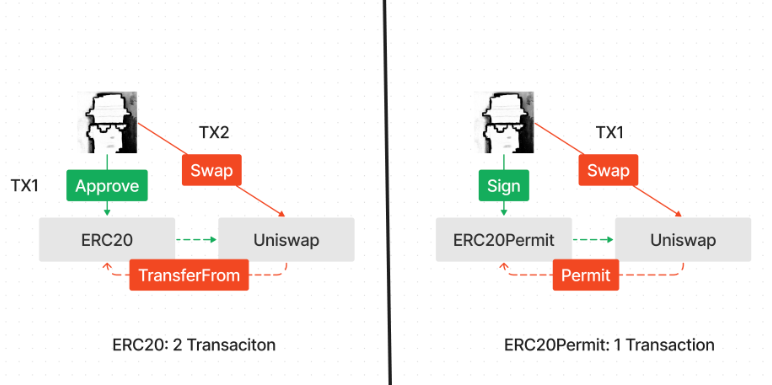 TX2
Swap
TX1
Approve
ERC20
Uniswap
TransferFrom
ERC20: 2 Transaciton
TX1
Swap
Sign
ERC20Permit
Uniswap
Permit
ERC20Permit: 1 Transaction